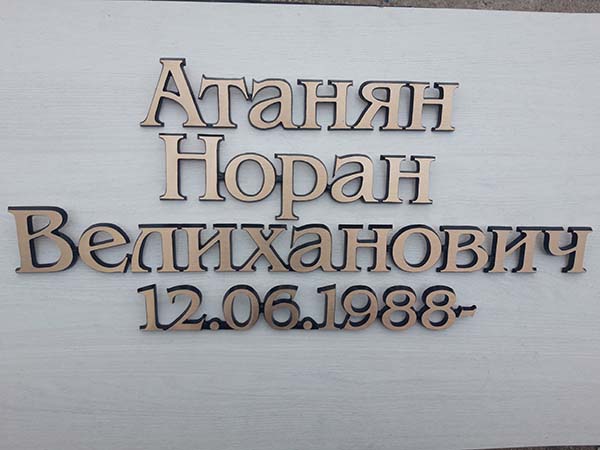 Атанян
Норан
Велиханович
12.06.1988-